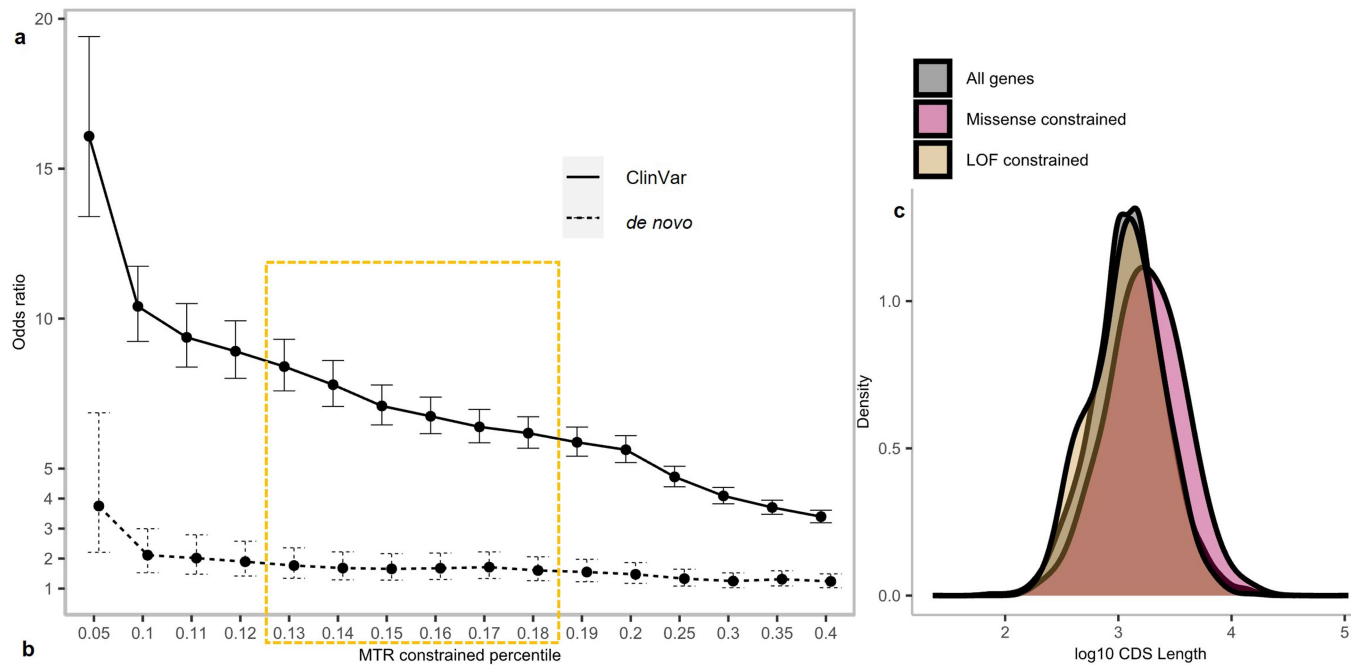 a
20
15
10
5
4
3
2
1
Odds ratio
ClinVar
de novo
0.05 0.1 0.11 0.12 0.13 0.14 0.15 0.16 0.17 0.18 0.19 0.2 0.25 0.3 0.35 0.4
MTR constrained percentile
b
All genes
Missense constrained
LOF constrained
c
1.0
0.5
0.0
Density
2 3 4 5
log10 CDS Length